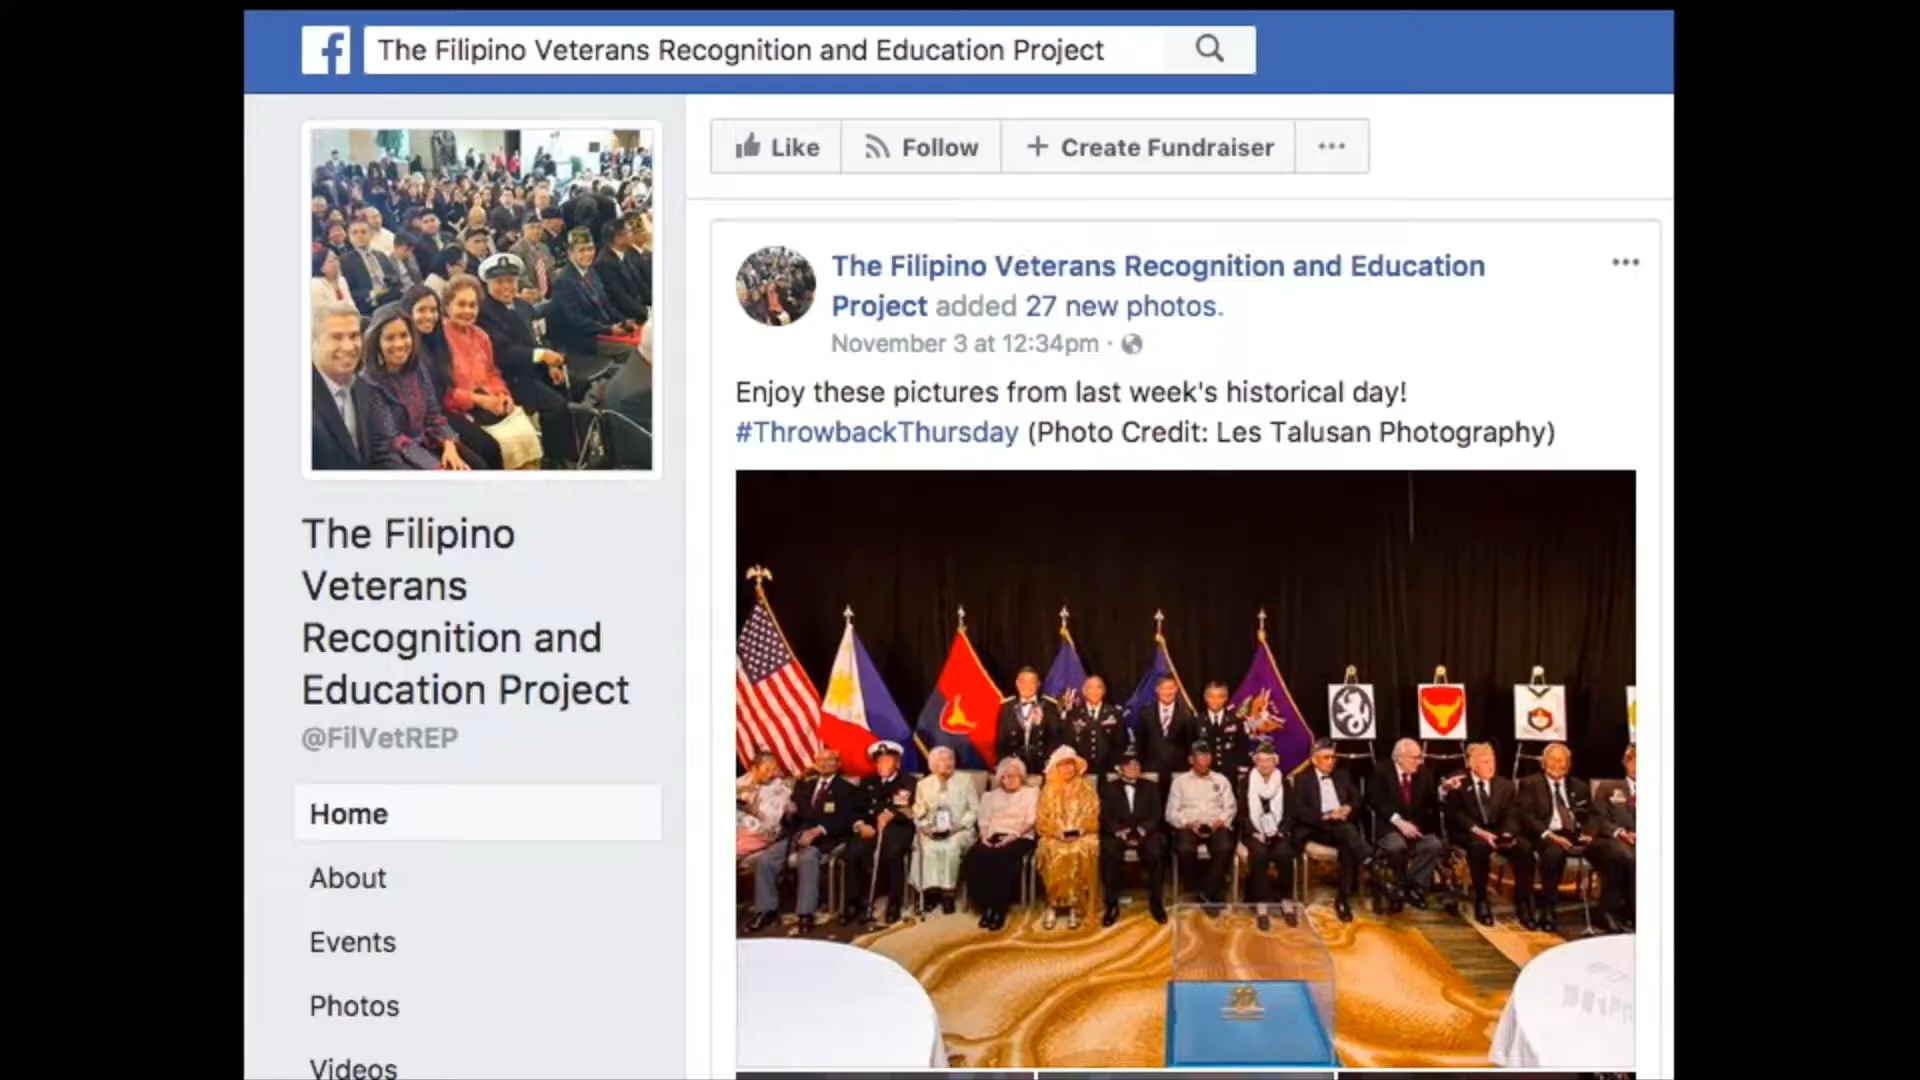 The Filipino Veterans Recognition and Education Project
Like
Follow
+ Create Fundraiser
The Filipino Veterans Recognition and Education
Project added 27 new photos.
November 3 at 12:34pm ·
Enjoy these pictures from last week's historical day!
#ThrowbackThursday (Photo Credit: Les Talusan Photography)
The Filipino
Veterans
Recognition and
Education Project
@FilVetREP
Home
About
Events
Photos
Videos